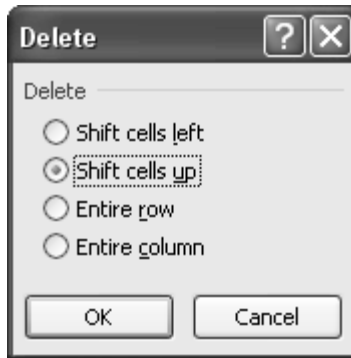 Delete
Delete
Shift cells left
Shift cells up
Entire row
Entire column
OK Cancel